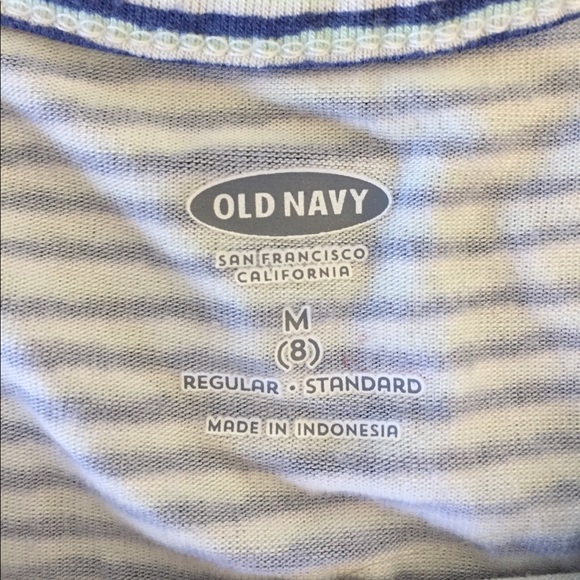 OLD NAVY
SAN FRANCISCO
CALIFORNIA
M
(8)
REGULAR • STANDARD
MADE IN INDONESIA